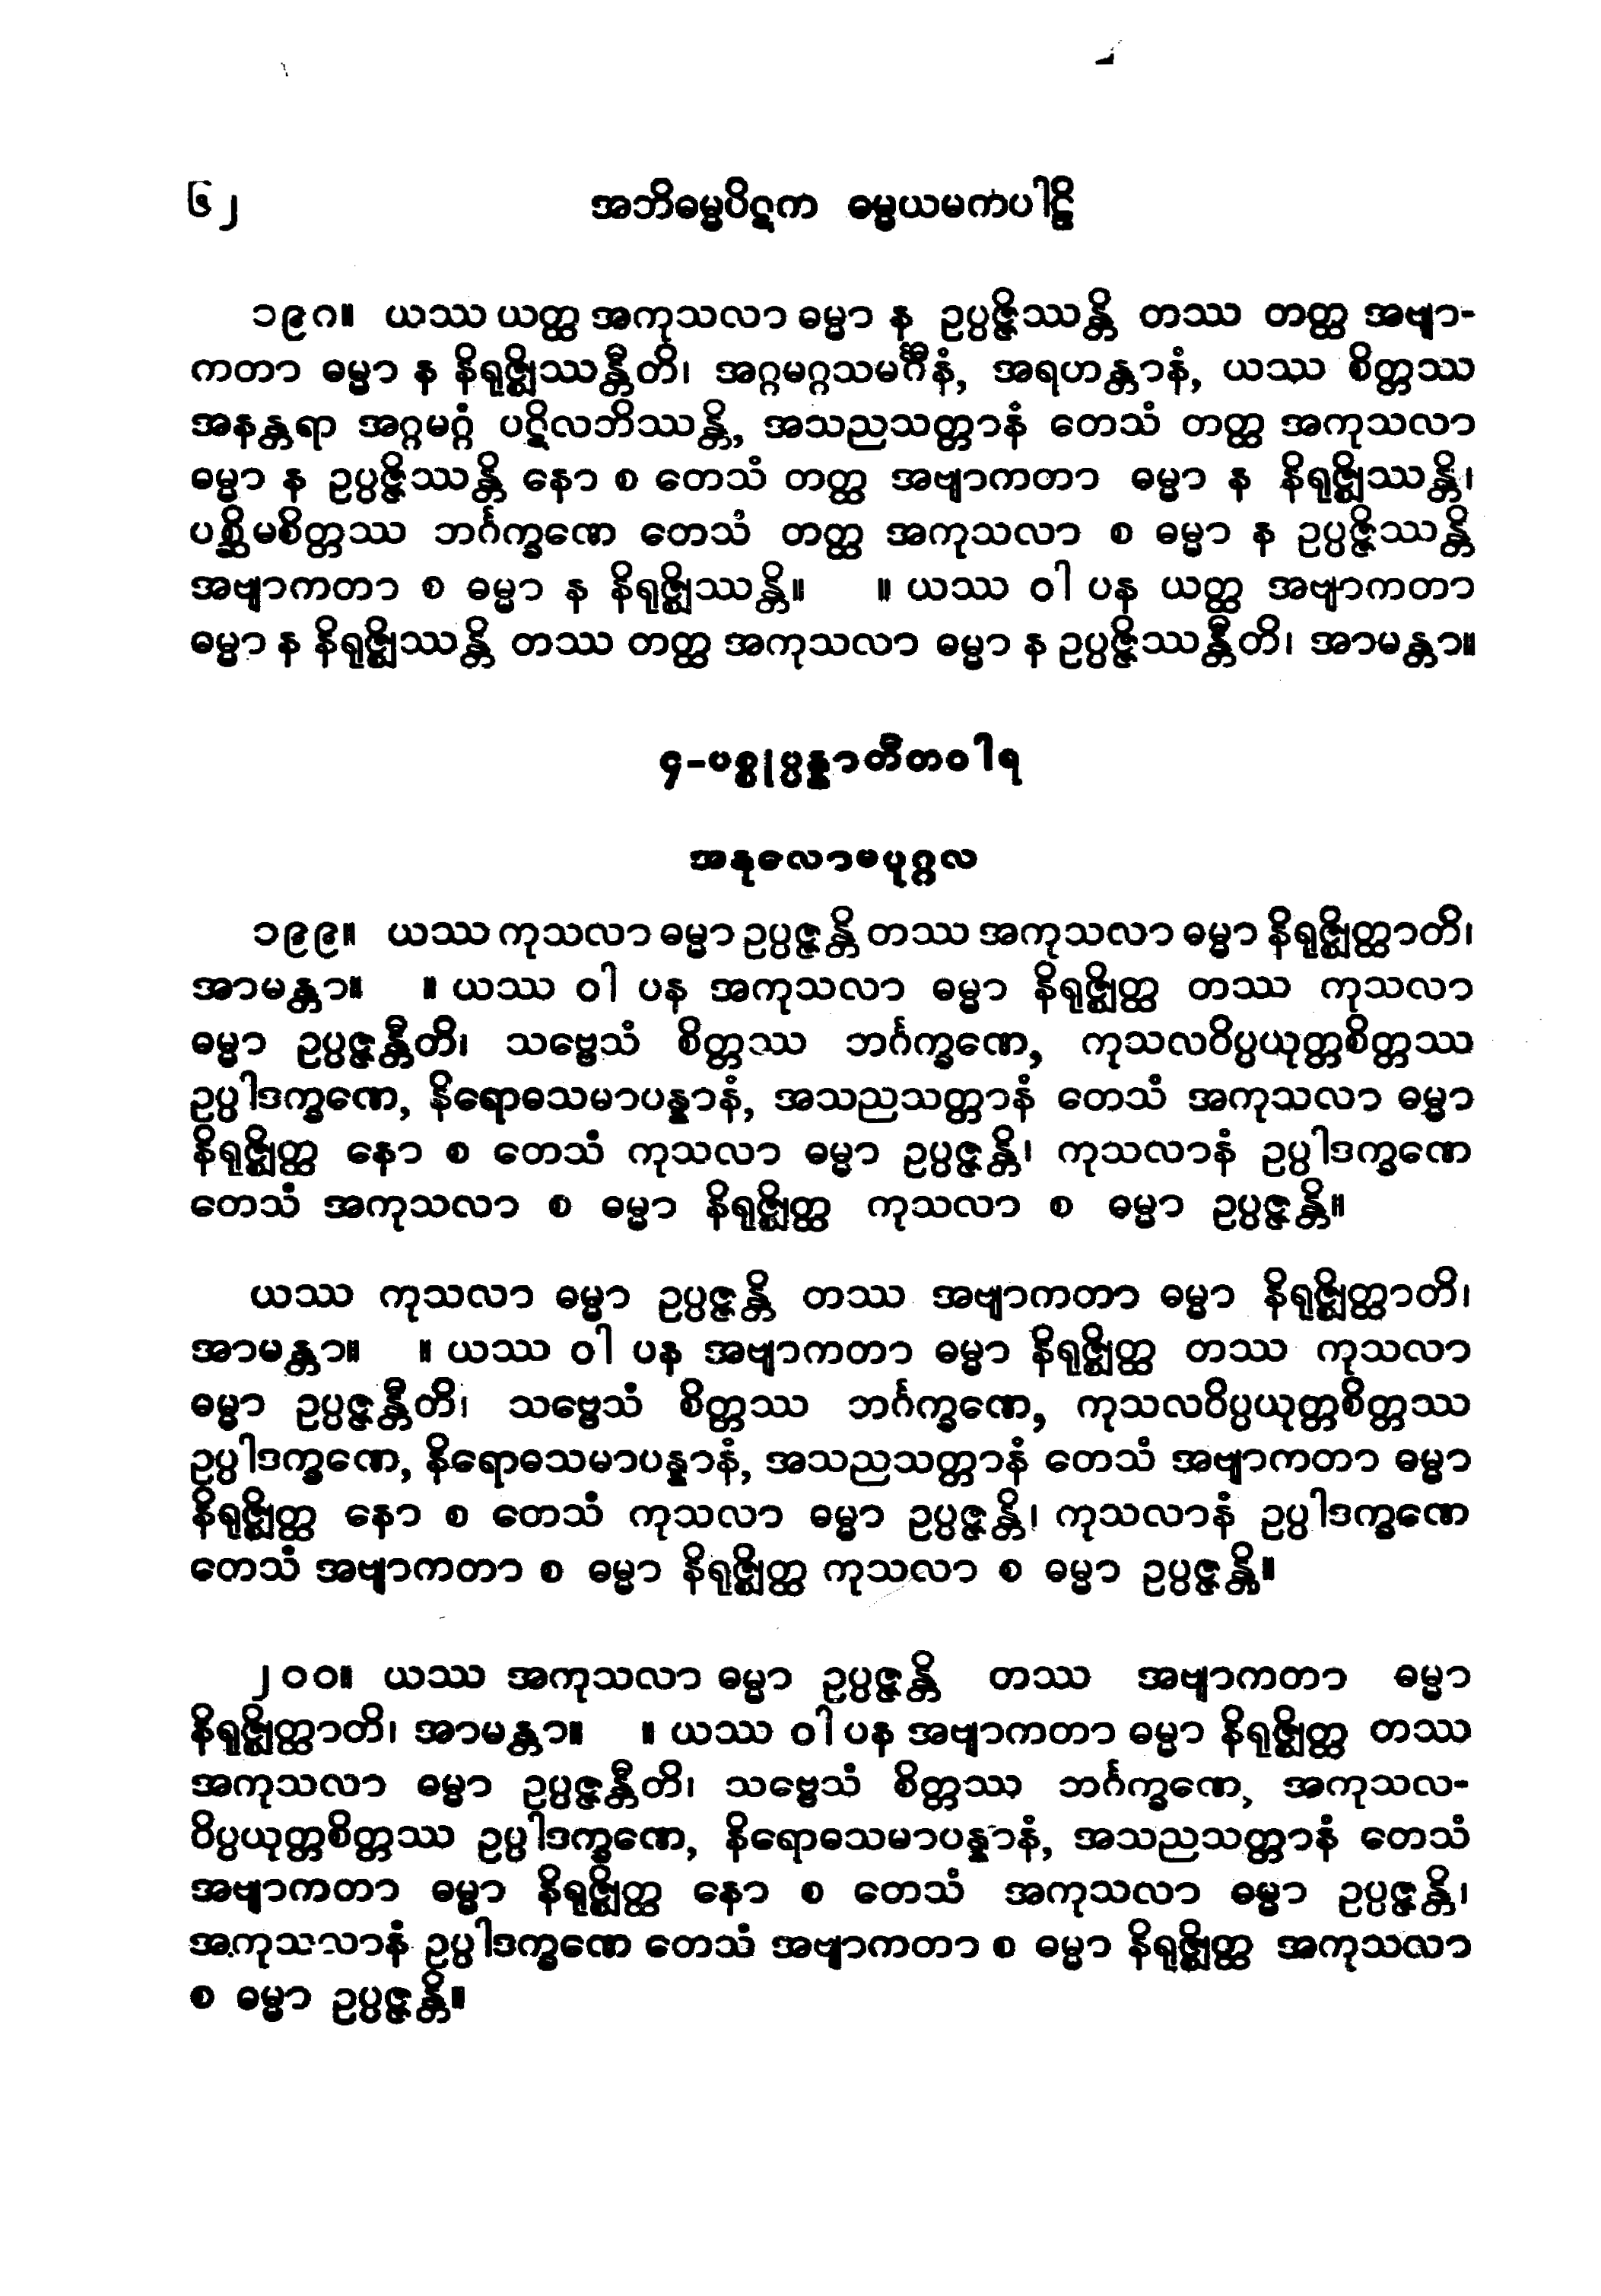 ၆၂
အဘိဓမ္မပိဋက ဓမ္မယမကပါဠိ
၁၉ဂ။ ယဿ ယတ္ထ အကုသလာ ဓမ္မာ န ဥပ္ပဇ္ဇိဿန္တိ တဿ တတ္ထ အဗျာ-
ကတာ ဓမ္မာ န နိရုဇ္ဈိဿန္တီတိ၊ အဂ္ဂမဂ္ဂသမင်္ဂီနံ, အရဟန္တာနံ, ယဿ စိတ္တဿ
အနန္တရာ အဂ္ဂမဂ္ဂံ ပဋိလဘိဿန္တိ, အသညသတ္တာနံ တေသံ တတ္ထ အကုသလာ
ဓမ္မာ န ဥပ္ပဇ္ဇိဿန္တိ နော စ တေသံ တတ္ထ အဗျာကတာ ဓမ္မာ န နိရုဇ္ဈိဿန္တိ၊
ပစ္ဆိမစိတ္တဿ ဘင်္ဂက္ခဏေ တေသံ တတ္ထ အကုသလာ စ ဓမ္မာ န ဥပ္ပဇ္ဇိဿန္တိ
အဗျာကတာ စ ဓမ္မာ န နိရုဇ္ဈိဿန္တိ။ ။ ယဿ ဝါ ပန ယတ္ထ အဗျာကတာ
ဓမ္မာ န နိရုဇ္ဈိဿန္တိ တဿ တတ္ထ အကုသလာ ဓမ္မာ န ဥပ္ပဇ္ဇိဿန္တီတိ၊ အာမန္တာ။
၄-ပစ္စုပ္ပန္နာတီတဝါရ
အနုလောမပုဂ္ဂလ
၁၉၉။ ယဿ ကုသလာ ဓမ္မာ ဥပ္ပဇ္ဇန္တိ တဿ အကုသလာ ဓမ္မာ နိရုဇ္ဈိတ္ထာတိ၊
အာမန္တာ။ ။ ယဿ ဝါ ပန အကုသလာ ဓမ္မာ နိရုဇ္ဈိတ္ထ တဿ ကုသလာ
ဓမ္မာ ဥပ္ပဇ္ဇန္တီတိ၊ သဗ္ဗေသံ စိတ္တဿ ဘင်္ဂက္ခဏေ, ကုသလဝိပ္ပယုတ္တစိတ္တဿ
ဥပ္ပါဒက္ခဏေ, နိရောဓသမာပန္နာနံ, အသညသတ္တာနံ တေသံ အကုသလာ ဓမ္မာ
နိရုဇ္ဈိတ္ထ နော စ တေသံ ကုသလာ ဓမ္မာ ဥပ္ပဇ္ဇန္တိ၊ ကုသလာနံ ဥပ္ပါဒက္ခဏေ
တေသံ အကုသလာ စ ဓမ္မာ နိရုဇ္ဈိတ္ထ ကုသလာ စ ဓမ္မာ ဥပ္ပဇ္ဇန္တိ။
ယဿ ကုသလာ ဓမ္မာ ဥပ္ပဇ္ဇန္တိ တဿ အဗျာကတာ ဓမ္မာ နိရုဇ္ဈိတ္ထာတိ၊
အာမန္တာ။ ။ ယဿ ဝါ ပန အဗျာကတာ ဓမ္မာ နိရုဇ္ဈိတ္ထ တဿ ကုသလာ
ဓမ္မာ ဥပ္ပဇ္ဇန္တီတိ၊ သဗ္ဗေသံ စိတ္တဿ ဘင်္ဂက္ခဏေ, ကုသလဝိပ္ပယုတ္တစိတ္တဿ
ဥပ္ပါဒက္ခဏေ, နိရောဓသမာပန္နာနံ, အသညသတ္တာနံ တေသံ အဗျာကတာ ဓမ္မာ
နိရုဇ္ဈိတ္ထ နော စ တေသံ ကုသလာ ဓမ္မာ ဥပ္ပဇ္ဇန္တိ၊ ကုသလာနံ ဥပ္ပါဒက္ခဏေ
တေသံ အဗျာကတာ စ ဓမ္မာ နိရုဇ္ဈိတ္ထ ကုသလာ စ ဓမ္မာ ဥပ္ပဇ္ဇန္တိ။
၂၀၀။ ယဿ အကုသလာ ဓမ္မာ ဥပ္ပဇ္ဇန္တိ တဿ အဗျာကတာ ဓမ္မာ
နိရုဇ္ဈိတ္ထာတိ၊ အာမန္တာ။ ။ ယဿ ဝါ ပန အဗျာကတာ ဓမ္မာ နိရုဇ္ဈိတ္ထ တဿ
အကုသလာ ဓမ္မာ ဥပ္ပဇ္ဇန္တီတိ၊ သဗ္ဗေသံ စိတ္တဿ ဘင်္ဂက္ခဏေ, အကုသလ-
ဝိပ္ပယုတ္တစိတ္တဿ ဥပ္ပါဒက္ခဏေ, နိရောဓသမာပန္နာနံ, အသညသတ္တာနံ တေသံ
အဗျာကတာ ဓမ္မာ နိရုဇ္ဈိတ္ထ နော စ တေသံ အကုသလာ ဓမ္မာ ဥပ္ပဇ္ဇန္တိ၊
အကုသလာနံ ဥပ္ပါဒက္ခဏေ တေသံ အဗျာကတာ စ ဓမ္မာ နိရုဇ္ဈိတ္ထ အကုသလာ
စ ဓမ္မာ ဥပ္ပဇ္ဇန္တိ။